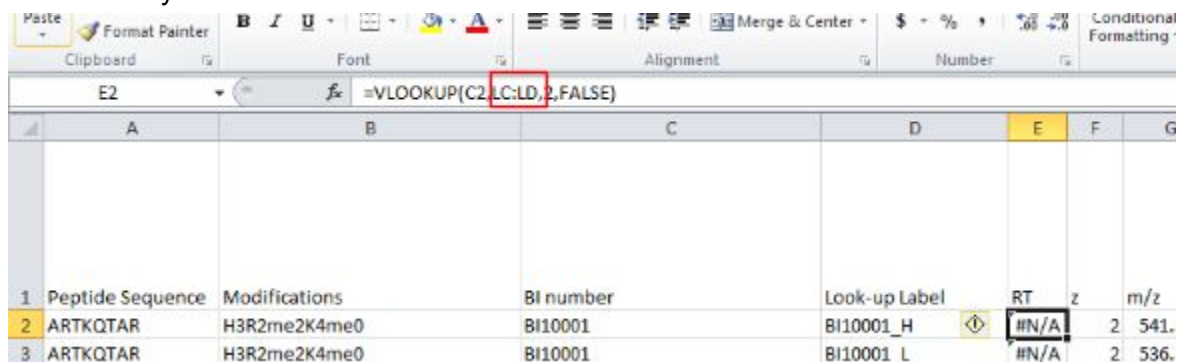 Paste
Format Painter
B I U A
Merge & Center
$ % ,
.00 .0
Conditional
Formatting
Clipboard
Font
Alignment
Number
E2
fx
=VLOOKUP(C2,LC:LD,2,FALSE)
A B C D E F G
1 Peptide Sequence Modifications BI number Look-up Label RT z m/z
2 ARTKQTAR H3R2me2K4me0 BI10001 BI10001_H #N/A 2 541.
3 ARTKQTAR H3R2me2K4me0 BI10001 BI10001_L #N/A 2 536.